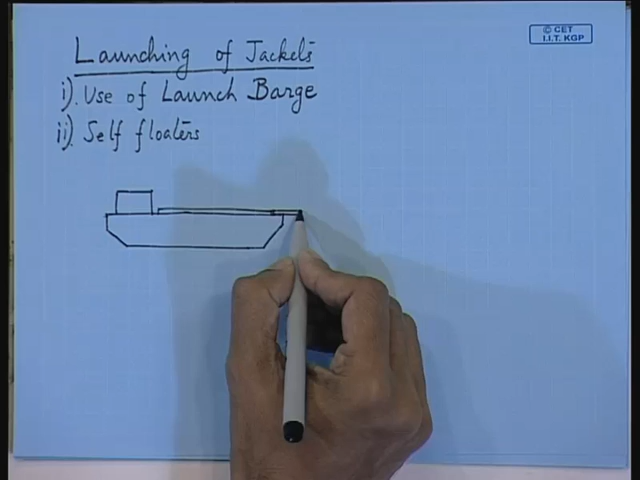 Launching of Jackets
i). Use of Launch Barge
ii). Self floaters
© CET
I.I.T. KGP